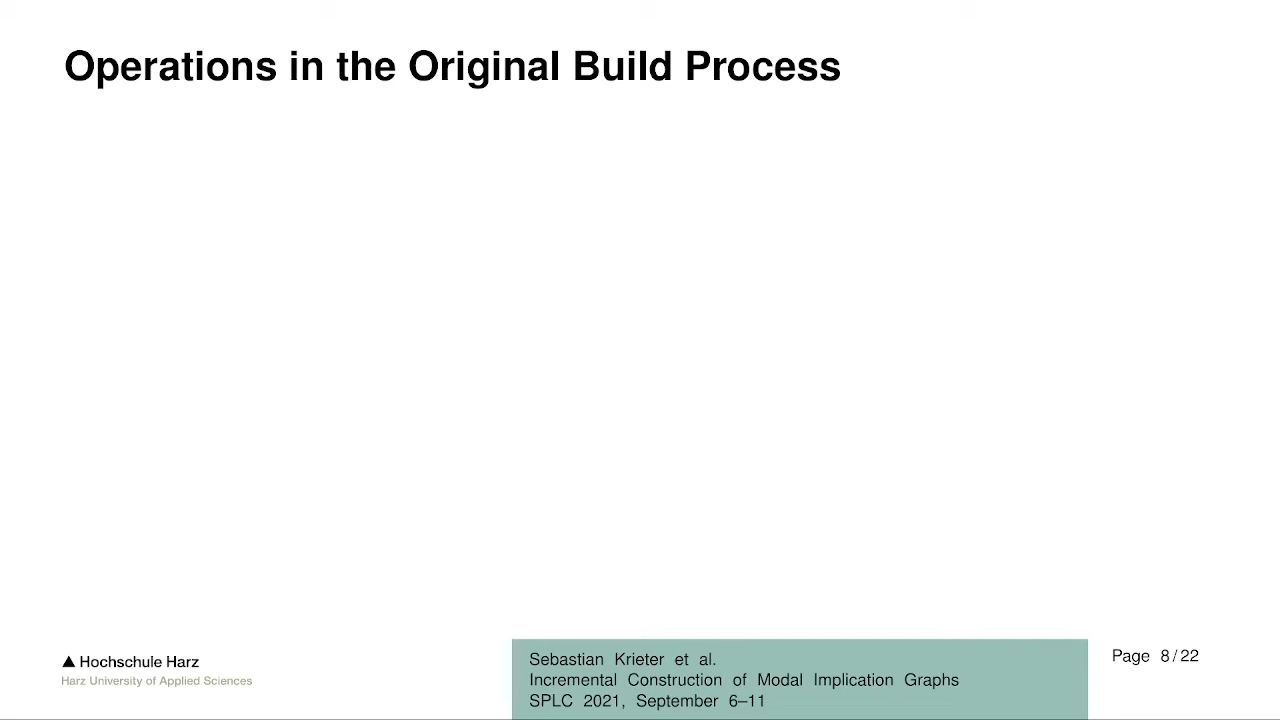 Operations in the Original Build Process
▲ Hochschule Harz
Harz University of Applied Sciences
Sebastian Krieter et al.
Incremental Construction of Modal Implication Graphs
SPLC 2021, September 6–11
Page 8/22